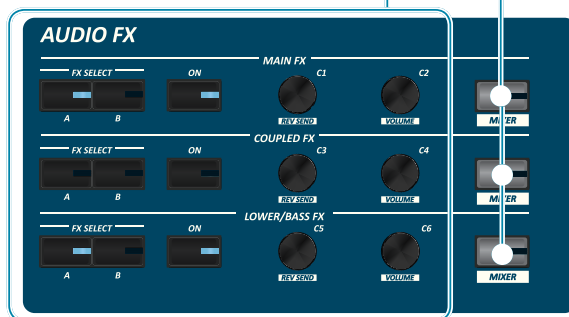 AUDIO FX
MAIN FX
FX SELECT ON C1 C2
A B REV SEND VOLUME MIXER
COUPLED FX
FX SELECT ON C3 C4
A B REV SEND VOLUME MIXER
LOWER/BASS FX
FX SELECT ON C5 C6
A B REV SEND VOLUME MIXER